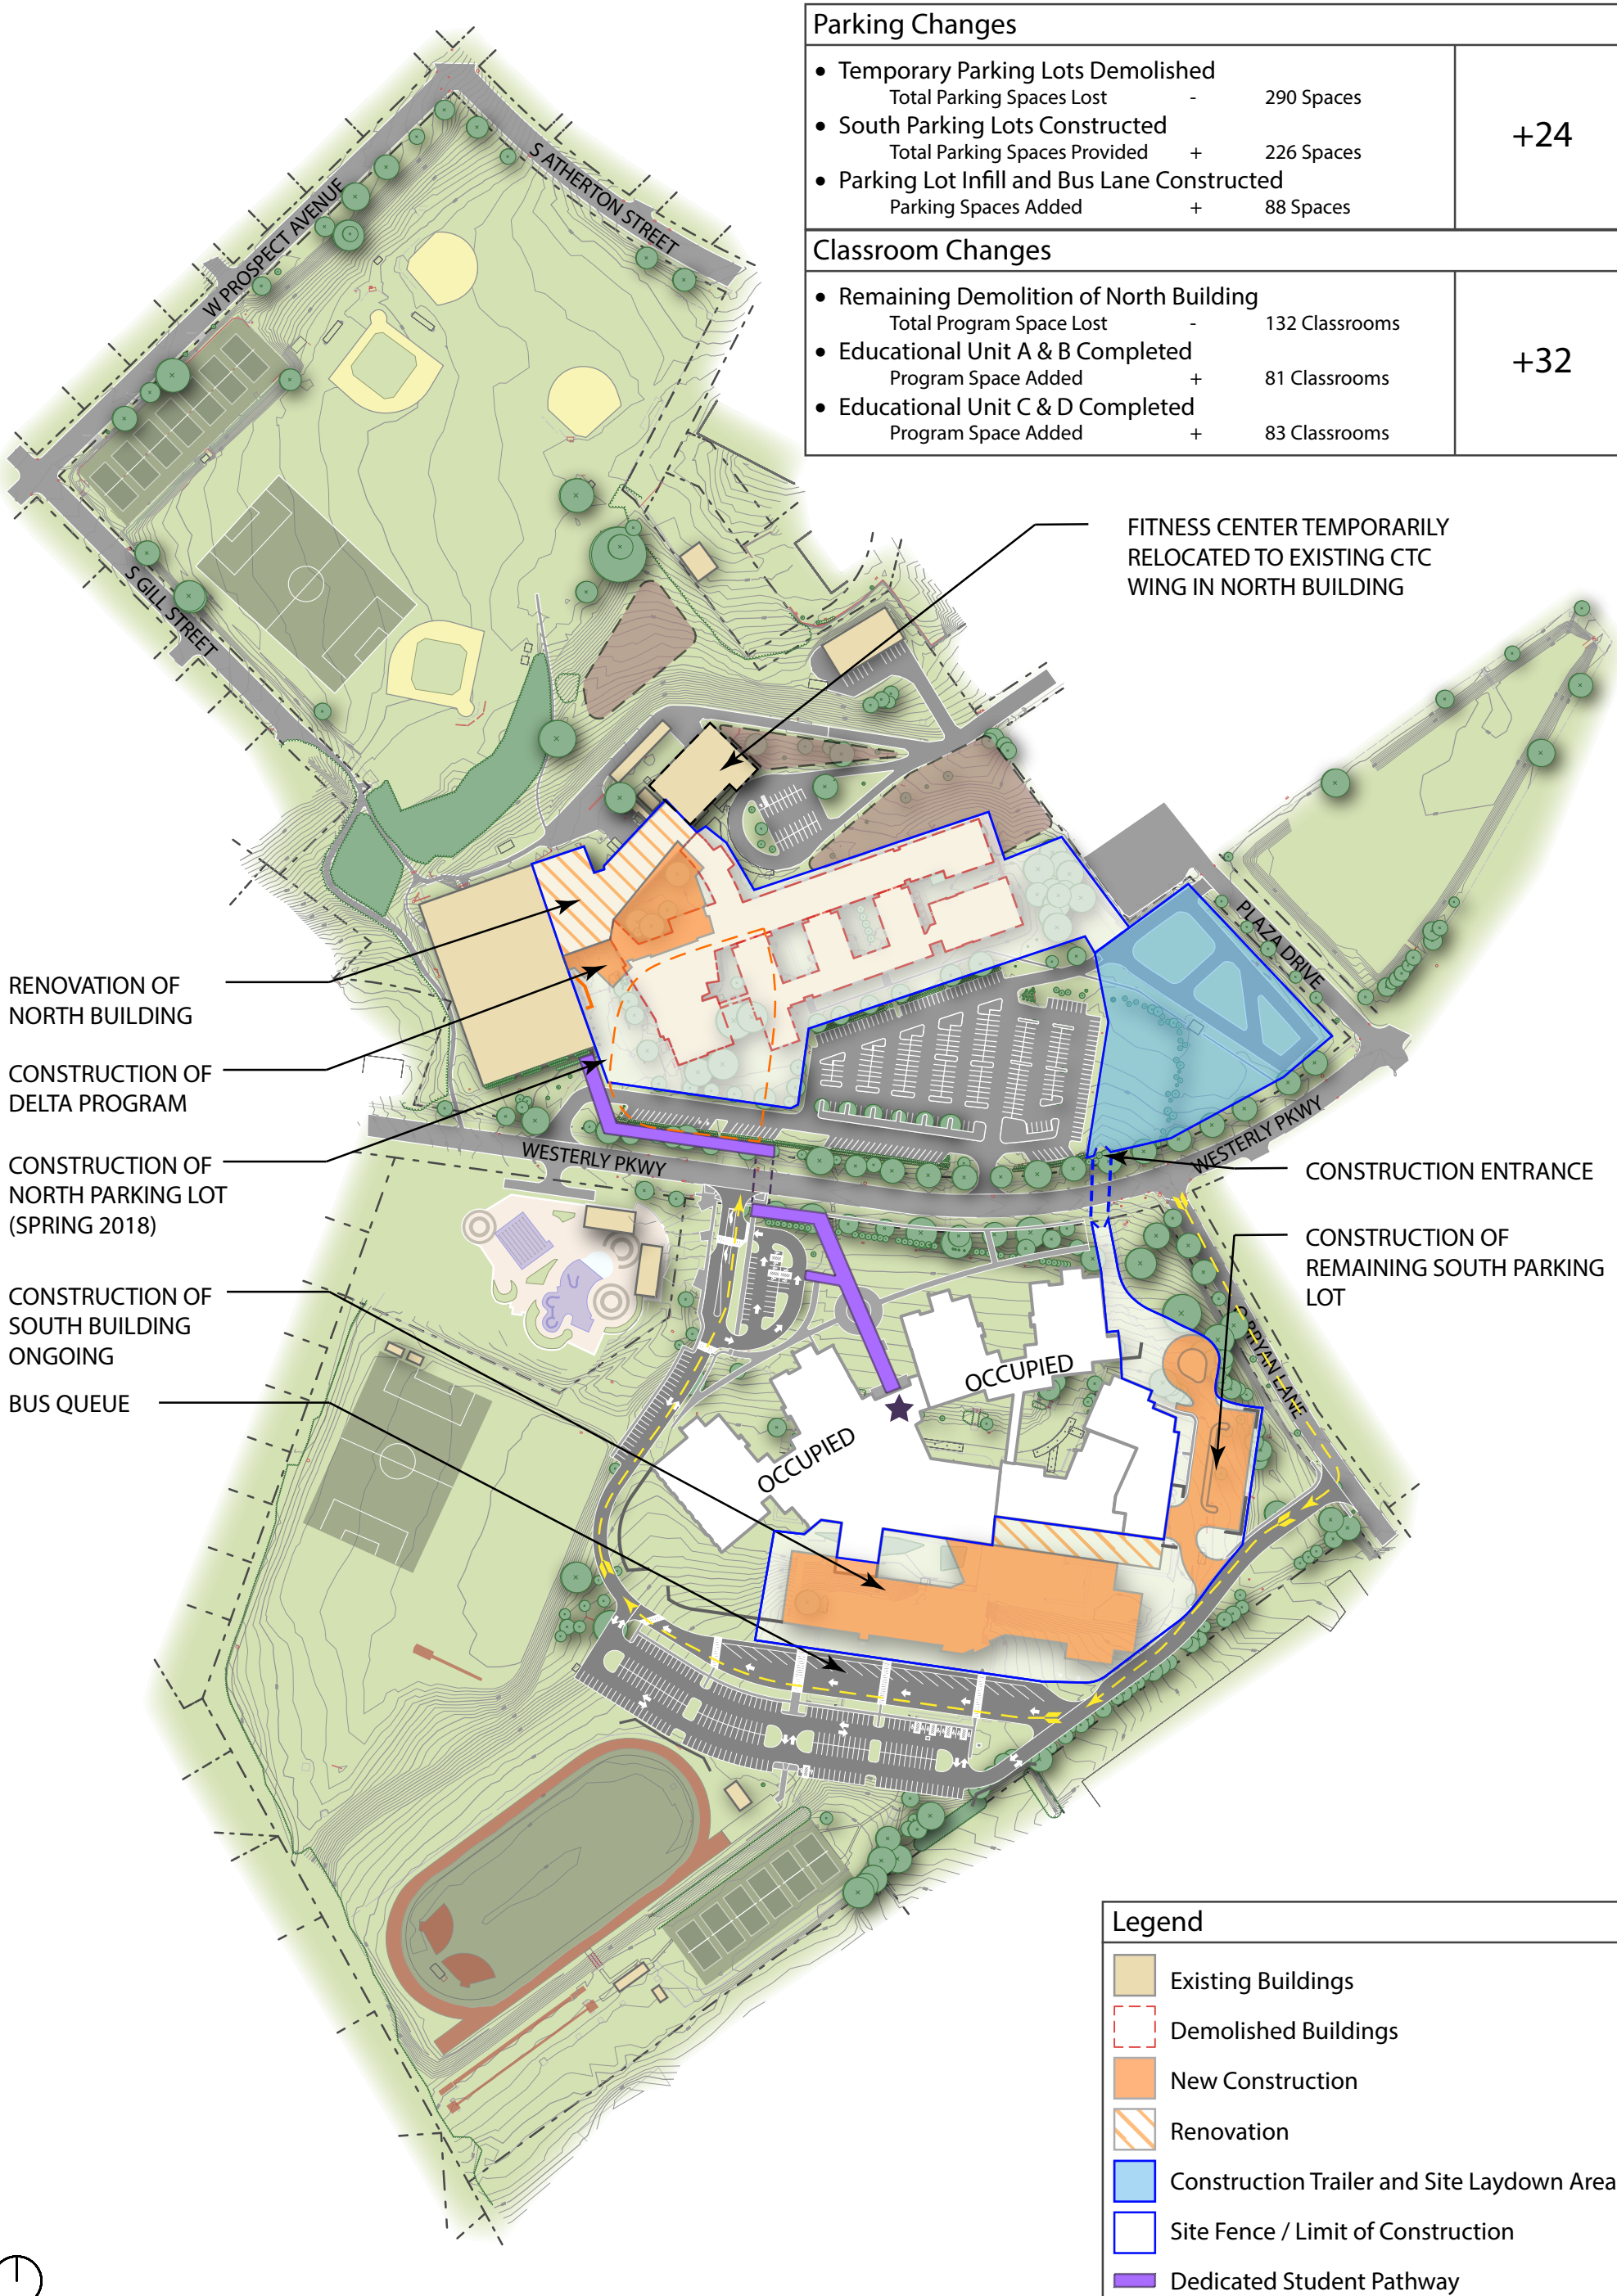 Parking Changes
• Temporary Parking Lots Demolished
Total Parking Spaces Lost - 290 Spaces
• South Parking Lots Constructed
Total Parking Spaces Provided + 226 Spaces
• Parking Lot Infill and Bus Lane Constructed
Parking Spaces Added + 88 Spaces
+24
Classroom Changes
• Remaining Demolition of North Building
Total Program Space Lost - 132 Classrooms
• Educational Unit A & B Completed
Program Space Added + 81 Classrooms
• Educational Unit C & D Completed
Program Space Added + 83 Classrooms
+32
S ATHERTON STREET
W PROSPECT AVENUE
S GILL STREET
FITNESS CENTER TEMPORARILY
RELOCATED TO EXISTING CTC
WING IN NORTH BUILDING
PLAZA DRIVE
RENOVATION OF
NORTH BUILDING
CONSTRUCTION OF
DELTA PROGRAM
CONSTRUCTION OF
NORTH PARKING LOT
(SPRING 2018)
WESTERLY PKWY
WESTERLY PKWY
CONSTRUCTION ENTRANCE
CONSTRUCTION OF
REMAINING SOUTH PARKING
LOT
CONSTRUCTION OF
SOUTH BUILDING
ONGOING
BUS QUEUE
O BRYAN LANE
OCCUPIED
OCCUPIED
Legend
Existing Buildings
Demolished Buildings
New Construction
Renovation
Construction Trailer and Site Laydown Area
Site Fence / Limit of Construction
Dedicated Student Pathway